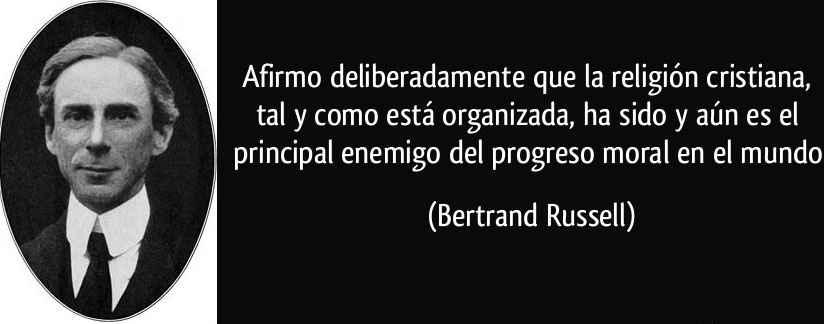 Afirmo deliberadamente que la religión cristiana,
tal y como está organizada, ha sido y aún es el
principal enemigo del progreso moral en el mundo
(Bertrand Russell)